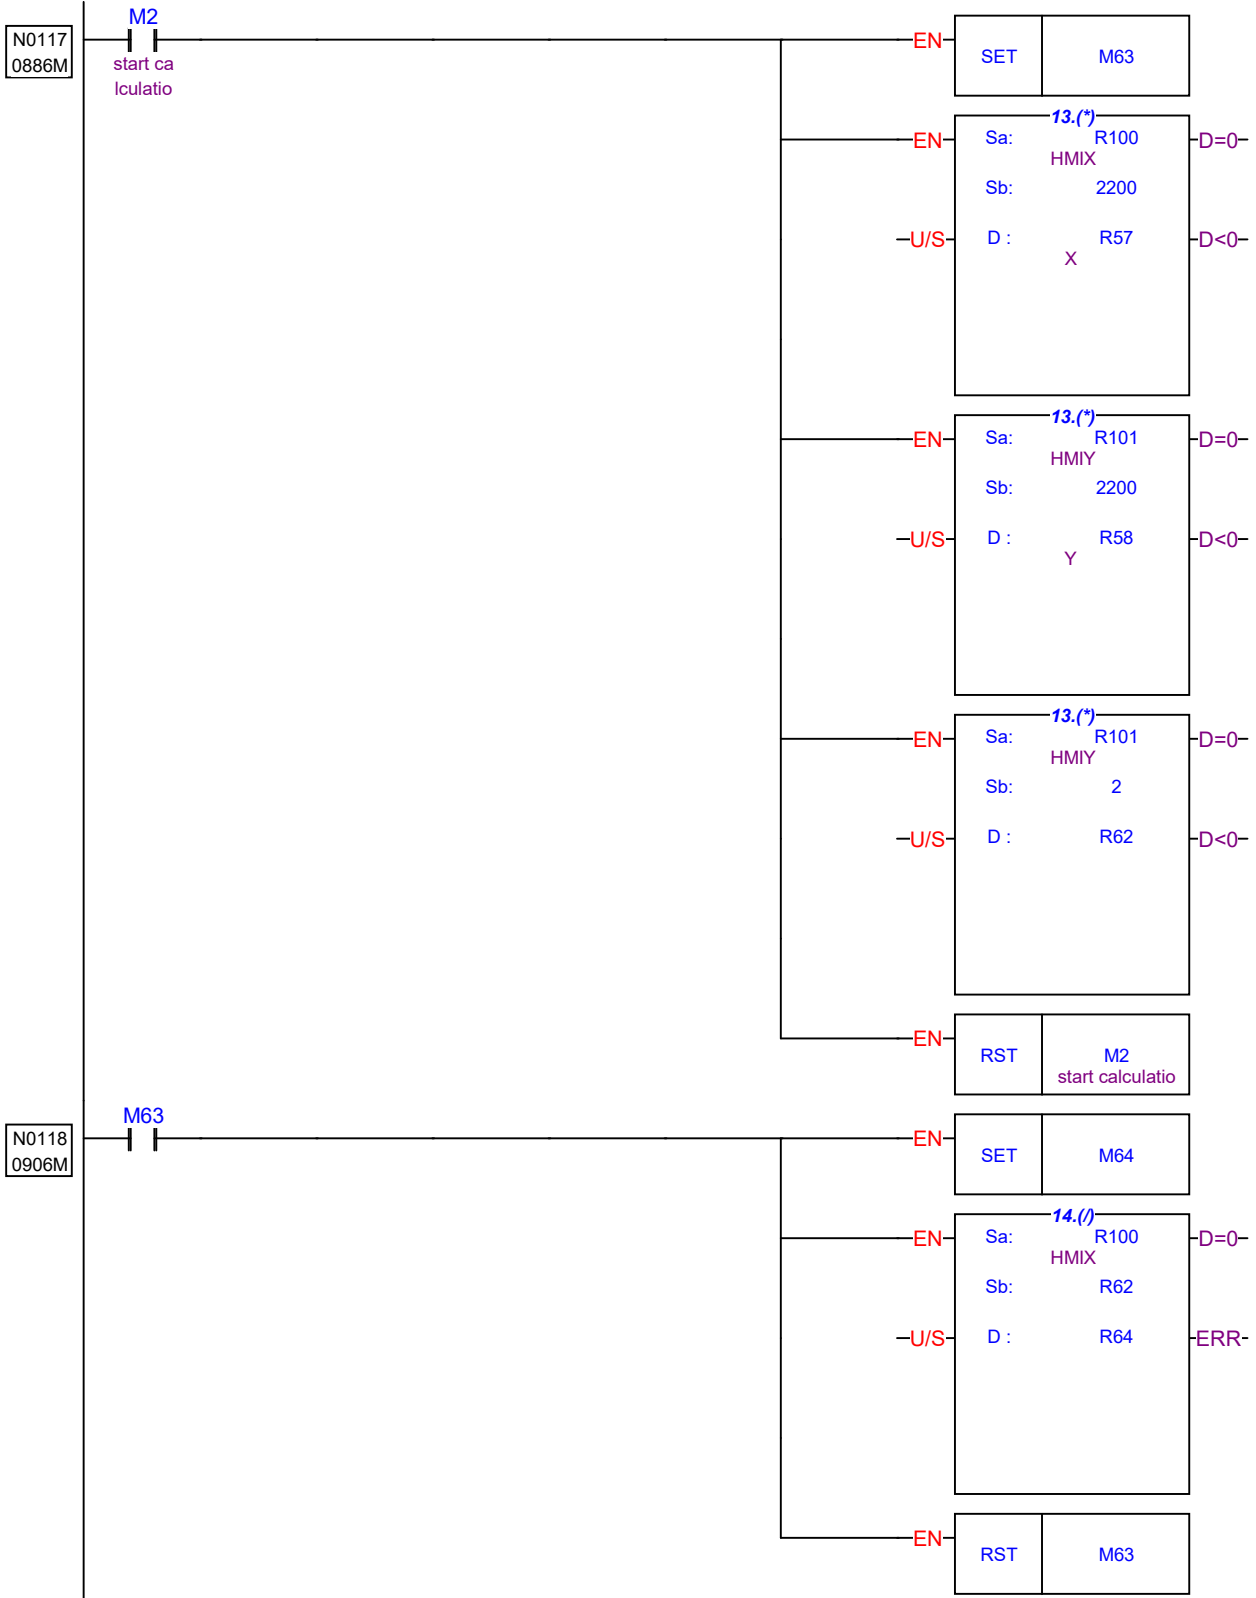 M2
N0117
0886M
start ca
lculatio
EN
SET M63
13.(*)
EN Sa: R100 D=0
HMIX
Sb: 2200
U/S D : R57 D<0
X
13.(*)
EN Sa: R101 D=0
HMIY
Sb: 2200
U/S D : R58 D<0
Y
13.(*)
EN Sa: R101 D=0
HMIY
Sb: 2
U/S D : R62 D<0
EN
RST M2
start calculatio
M63
N0118
0906M
EN
SET M64
14.(/)
EN Sa: R100 D=0
HMIX
Sb: R62
U/S D : R64 ERR
EN
RST M63